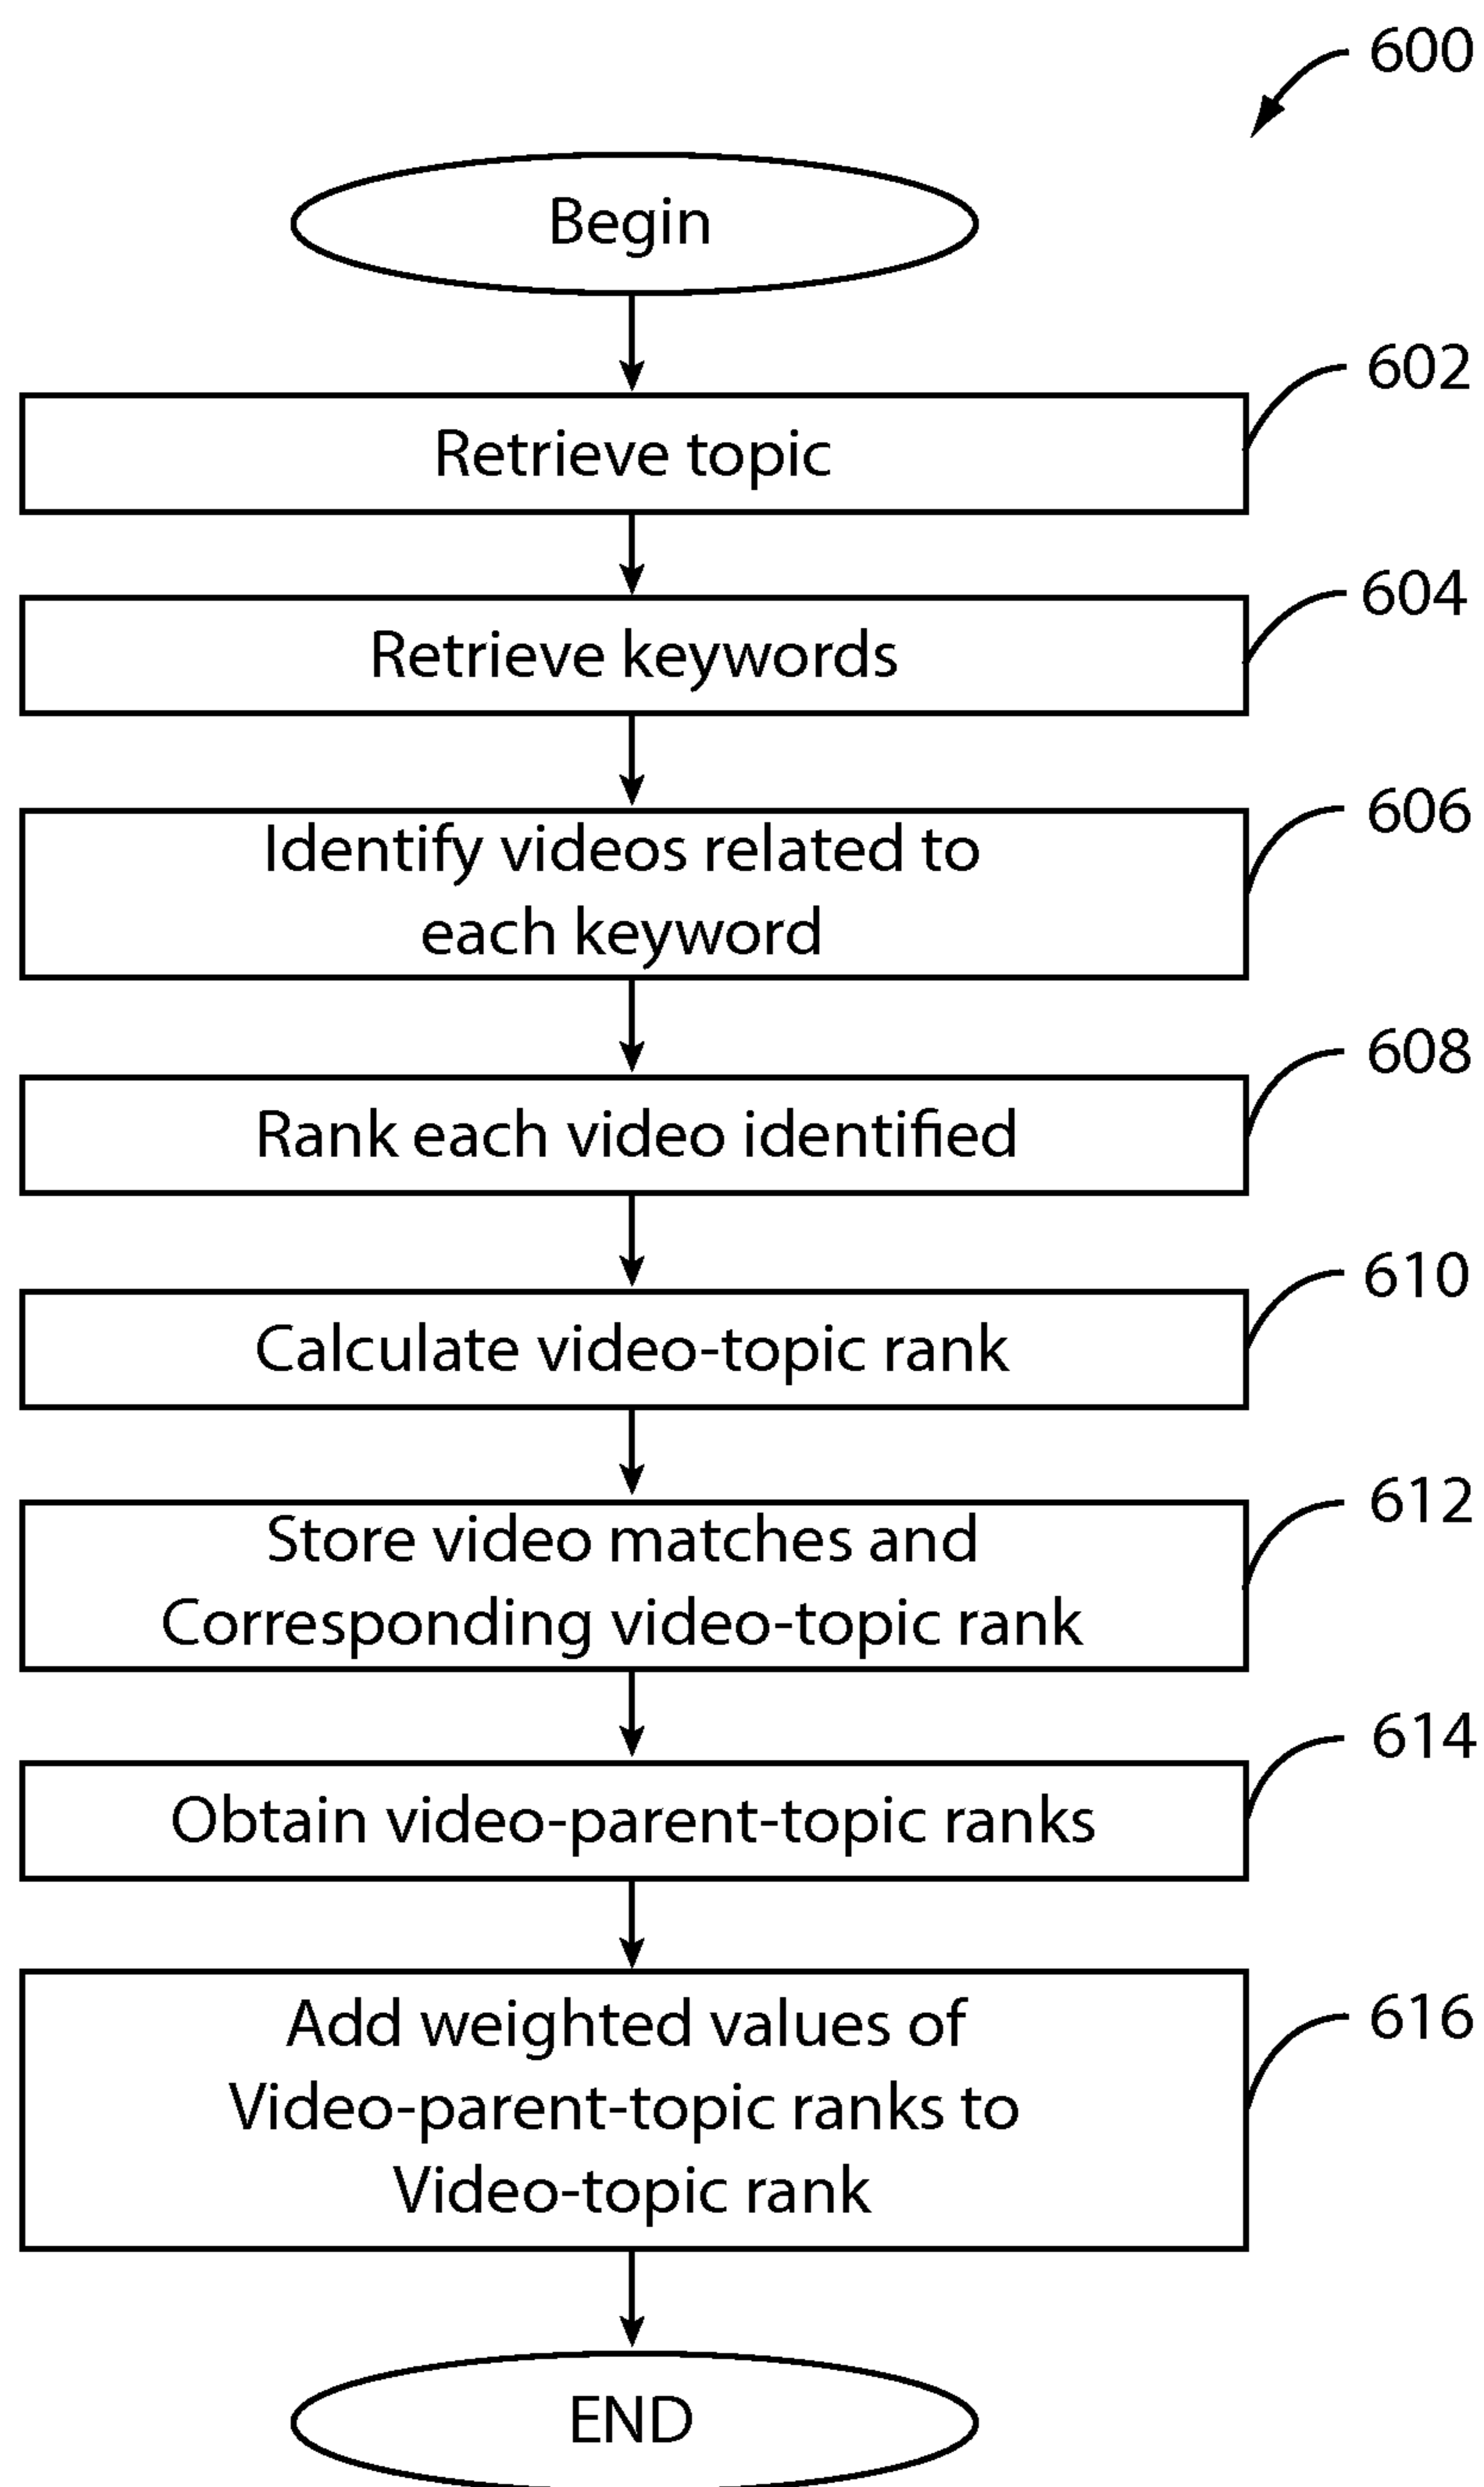 600
Begin
602
Retrieve topic
604
Retrieve keywords
606
Identify videos related to
each keyword
608
Rank each video identified
610
Calculate video-topic rank
612
Store video matches and
Corresponding video-topic rank
614
Obtain video-parent-topic ranks
616
Add weighted values of
Video-parent-topic ranks to
Video-topic rank
END